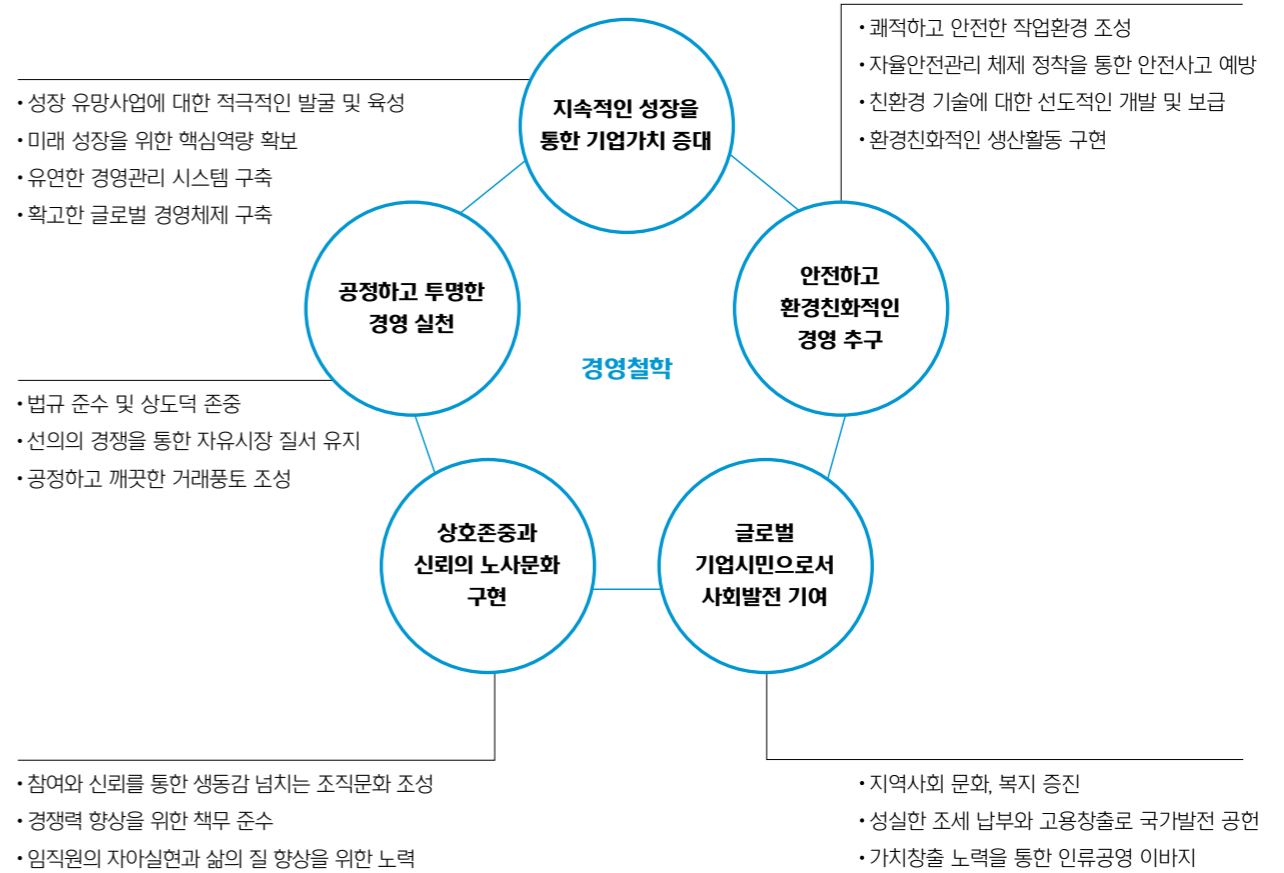 지속적인 성장을
통한 기업가치 증대
• 성장 유망사업에 대한 적극적인 발굴 및 육성
• 미래 성장을 위한 핵심역량 확보
• 유연한 경영관리 시스템 구축
• 확고한 글로벌 경영체제 구축
안전하고
환경친화적인
경영 추구
• 쾌적하고 안전한 작업환경 조성
• 자율안전관리 체제 정착을 통한 안전사고 예방
• 친환경 기술에 대한 선도적인 개발 및 보급
• 환경친화적인 생산활동 구현
공정하고 투명한
경영 실천
• 법규 준수 및 상도덕 존중
• 선의의 경쟁을 통한 자유시장 질서 유지
• 공정하고 깨끗한 거래풍토 조성
경영철학
상호존중과
신뢰의 노사문화
구현
• 참여와 신뢰를 통한 생동감 넘치는 조직문화 조성
• 경쟁력 향상을 위한 책무 준수
• 임직원의 자아실현과 삶의 질 향상을 위한 노력
글로벌
기업시민으로서
사회발전 기여
• 지역사회 문화, 복지 증진
• 성실한 조세 납부와 고용창출로 국가발전 공헌
• 가치창출 노력을 통한 인류공영 이바지